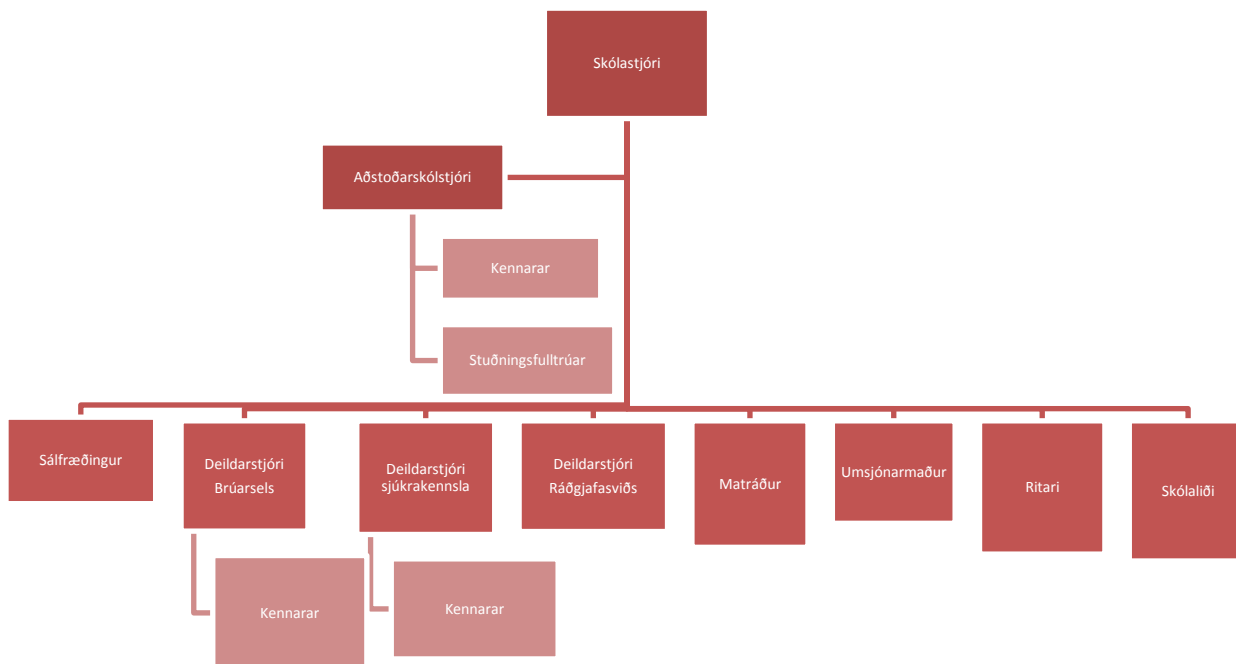 Skólastjóri
Aðstoðarskólstjóri
Kennarar
Stuðningsfulltrúar
Sálfræðingur
Deildarstjóri
Brúarsels
Deildarstjóri
sjúkrakennsla
Deildarstjóri
Ráðgjafasviðs
Matráður
Umsjónarmaður
Ritari
Skólaliði
Kennarar
Kennarar